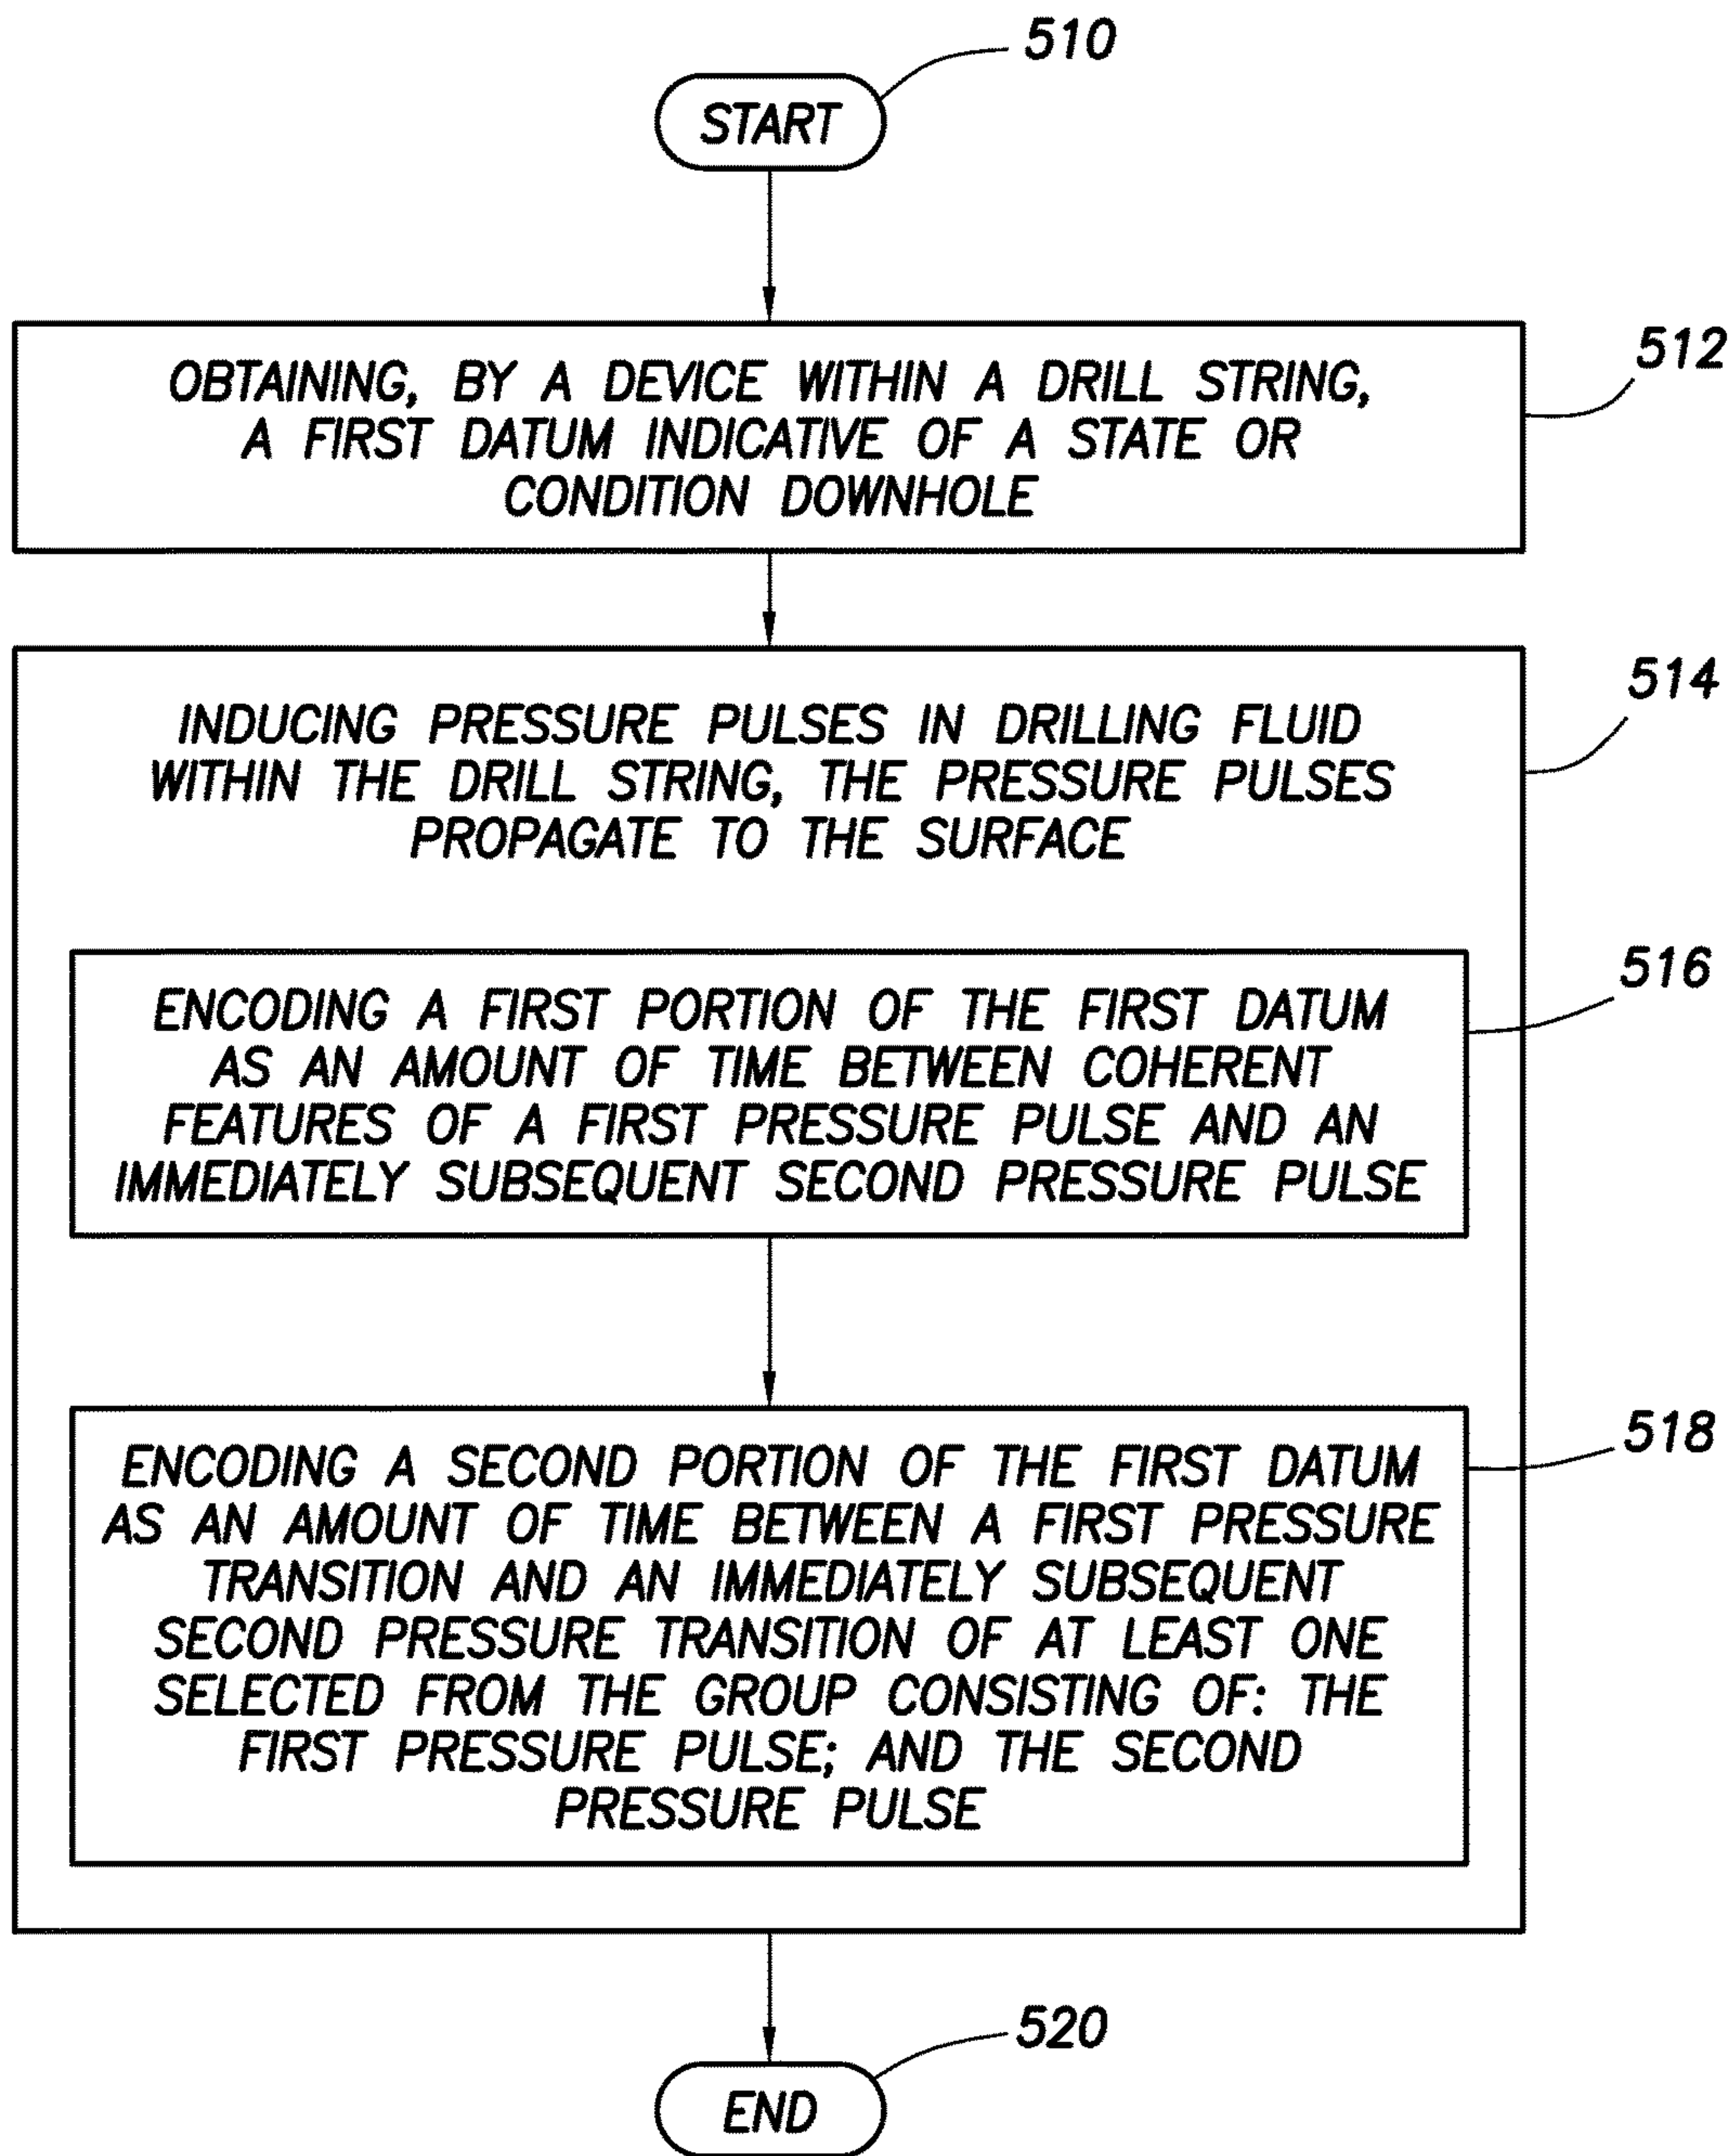 510
START
512
OBTAINING, BY A DEVICE WITHIN A DRILL STRING,
A FIRST DATUM INDICATIVE OF A STATE OR
CONDITION DOWNHOLE
514
INDUCING PRESSURE PULSES IN DRILLING FLUID
WITHIN THE DRILL STRING, THE PRESSURE PULSES
PROPAGATE TO THE SURFACE
516
ENCODING A FIRST PORTION OF THE FIRST DATUM
AS AN AMOUNT OF TIME BETWEEN COHERENT
FEATURES OF A FIRST PRESSURE PULSE AND AN
IMMEDIATELY SUBSEQUENT SECOND PRESSURE PULSE
518
ENCODING A SECOND PORTION OF THE FIRST DATUM
AS AN AMOUNT OF TIME BETWEEN A FIRST PRESSURE
TRANSITION AND AN IMMEDIATELY SUBSEQUENT
SECOND PRESSURE TRANSITION OF AT LEAST ONE
SELECTED FROM THE GROUP CONSISTING OF: THE
FIRST PRESSURE PULSE; AND THE SECOND
PRESSURE PULSE
520
END